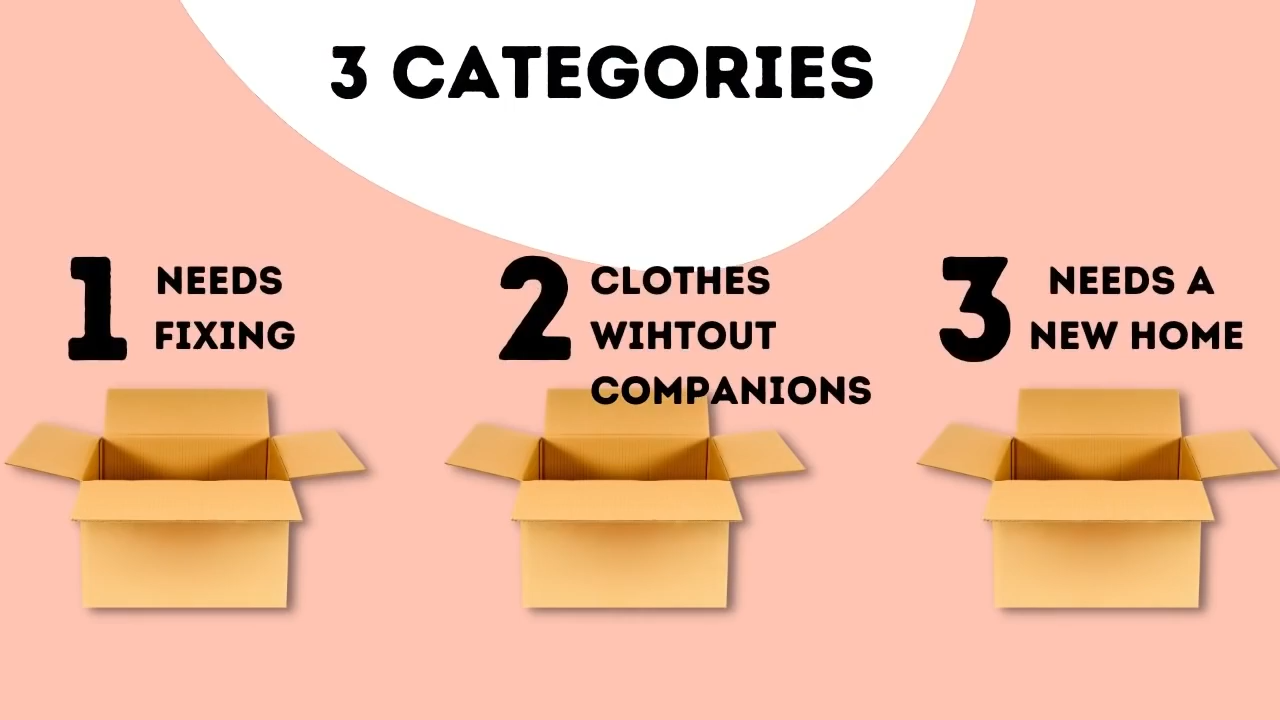 3 CATEGORIES
1 NEEDS
FIXING
2 CLOTHES
WIHTOUT
COMPANIONS
3 NEEDS A
NEW HOME